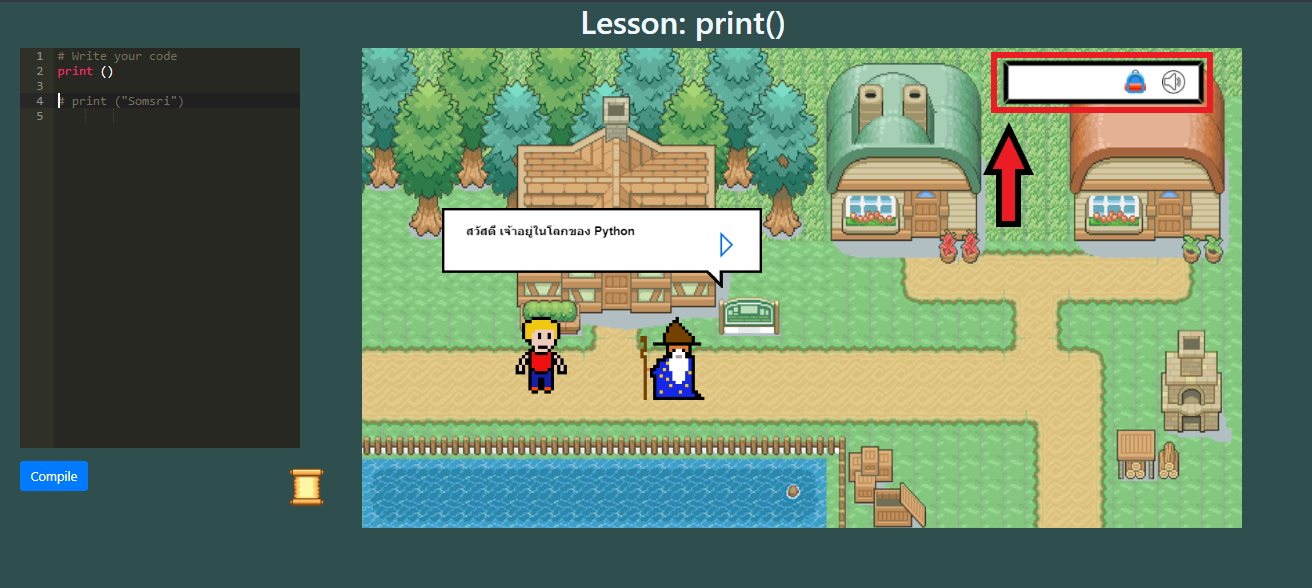 Lesson: print()
1 # Write your code
2 print ()
3
4 # print ("Somsri")
5
สวัสดี เจ้าอยู่ในโลกของ Python
Compile